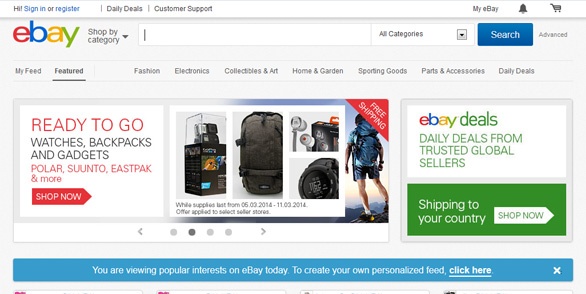 Hi! Sign in or register | Daily Deals | Customer Support My eBay
ebay Shop by category All Categories Search Advanced
My Feed Featured Fashion Electronics Collectibles & Art Home & Garden Sporting Goods Parts & Accessories Daily Deals
READY TO GO
WATCHES, BACKPACKS
AND GADGETS
POLAR, SUUNTO, EASTPAK
& more
SHOP NOW
FREE
SHIPPING
While supplies last from 05.03.2014 - 11.03.2014.
Offer applied to select seller stores.
ebay deals
DAILY DEALS FROM
TRUSTED GLOBAL
SELLERS
Shipping to
your country
SHOP NOW
You are viewing popular interests on eBay today. To create your own personalized feed, click here.